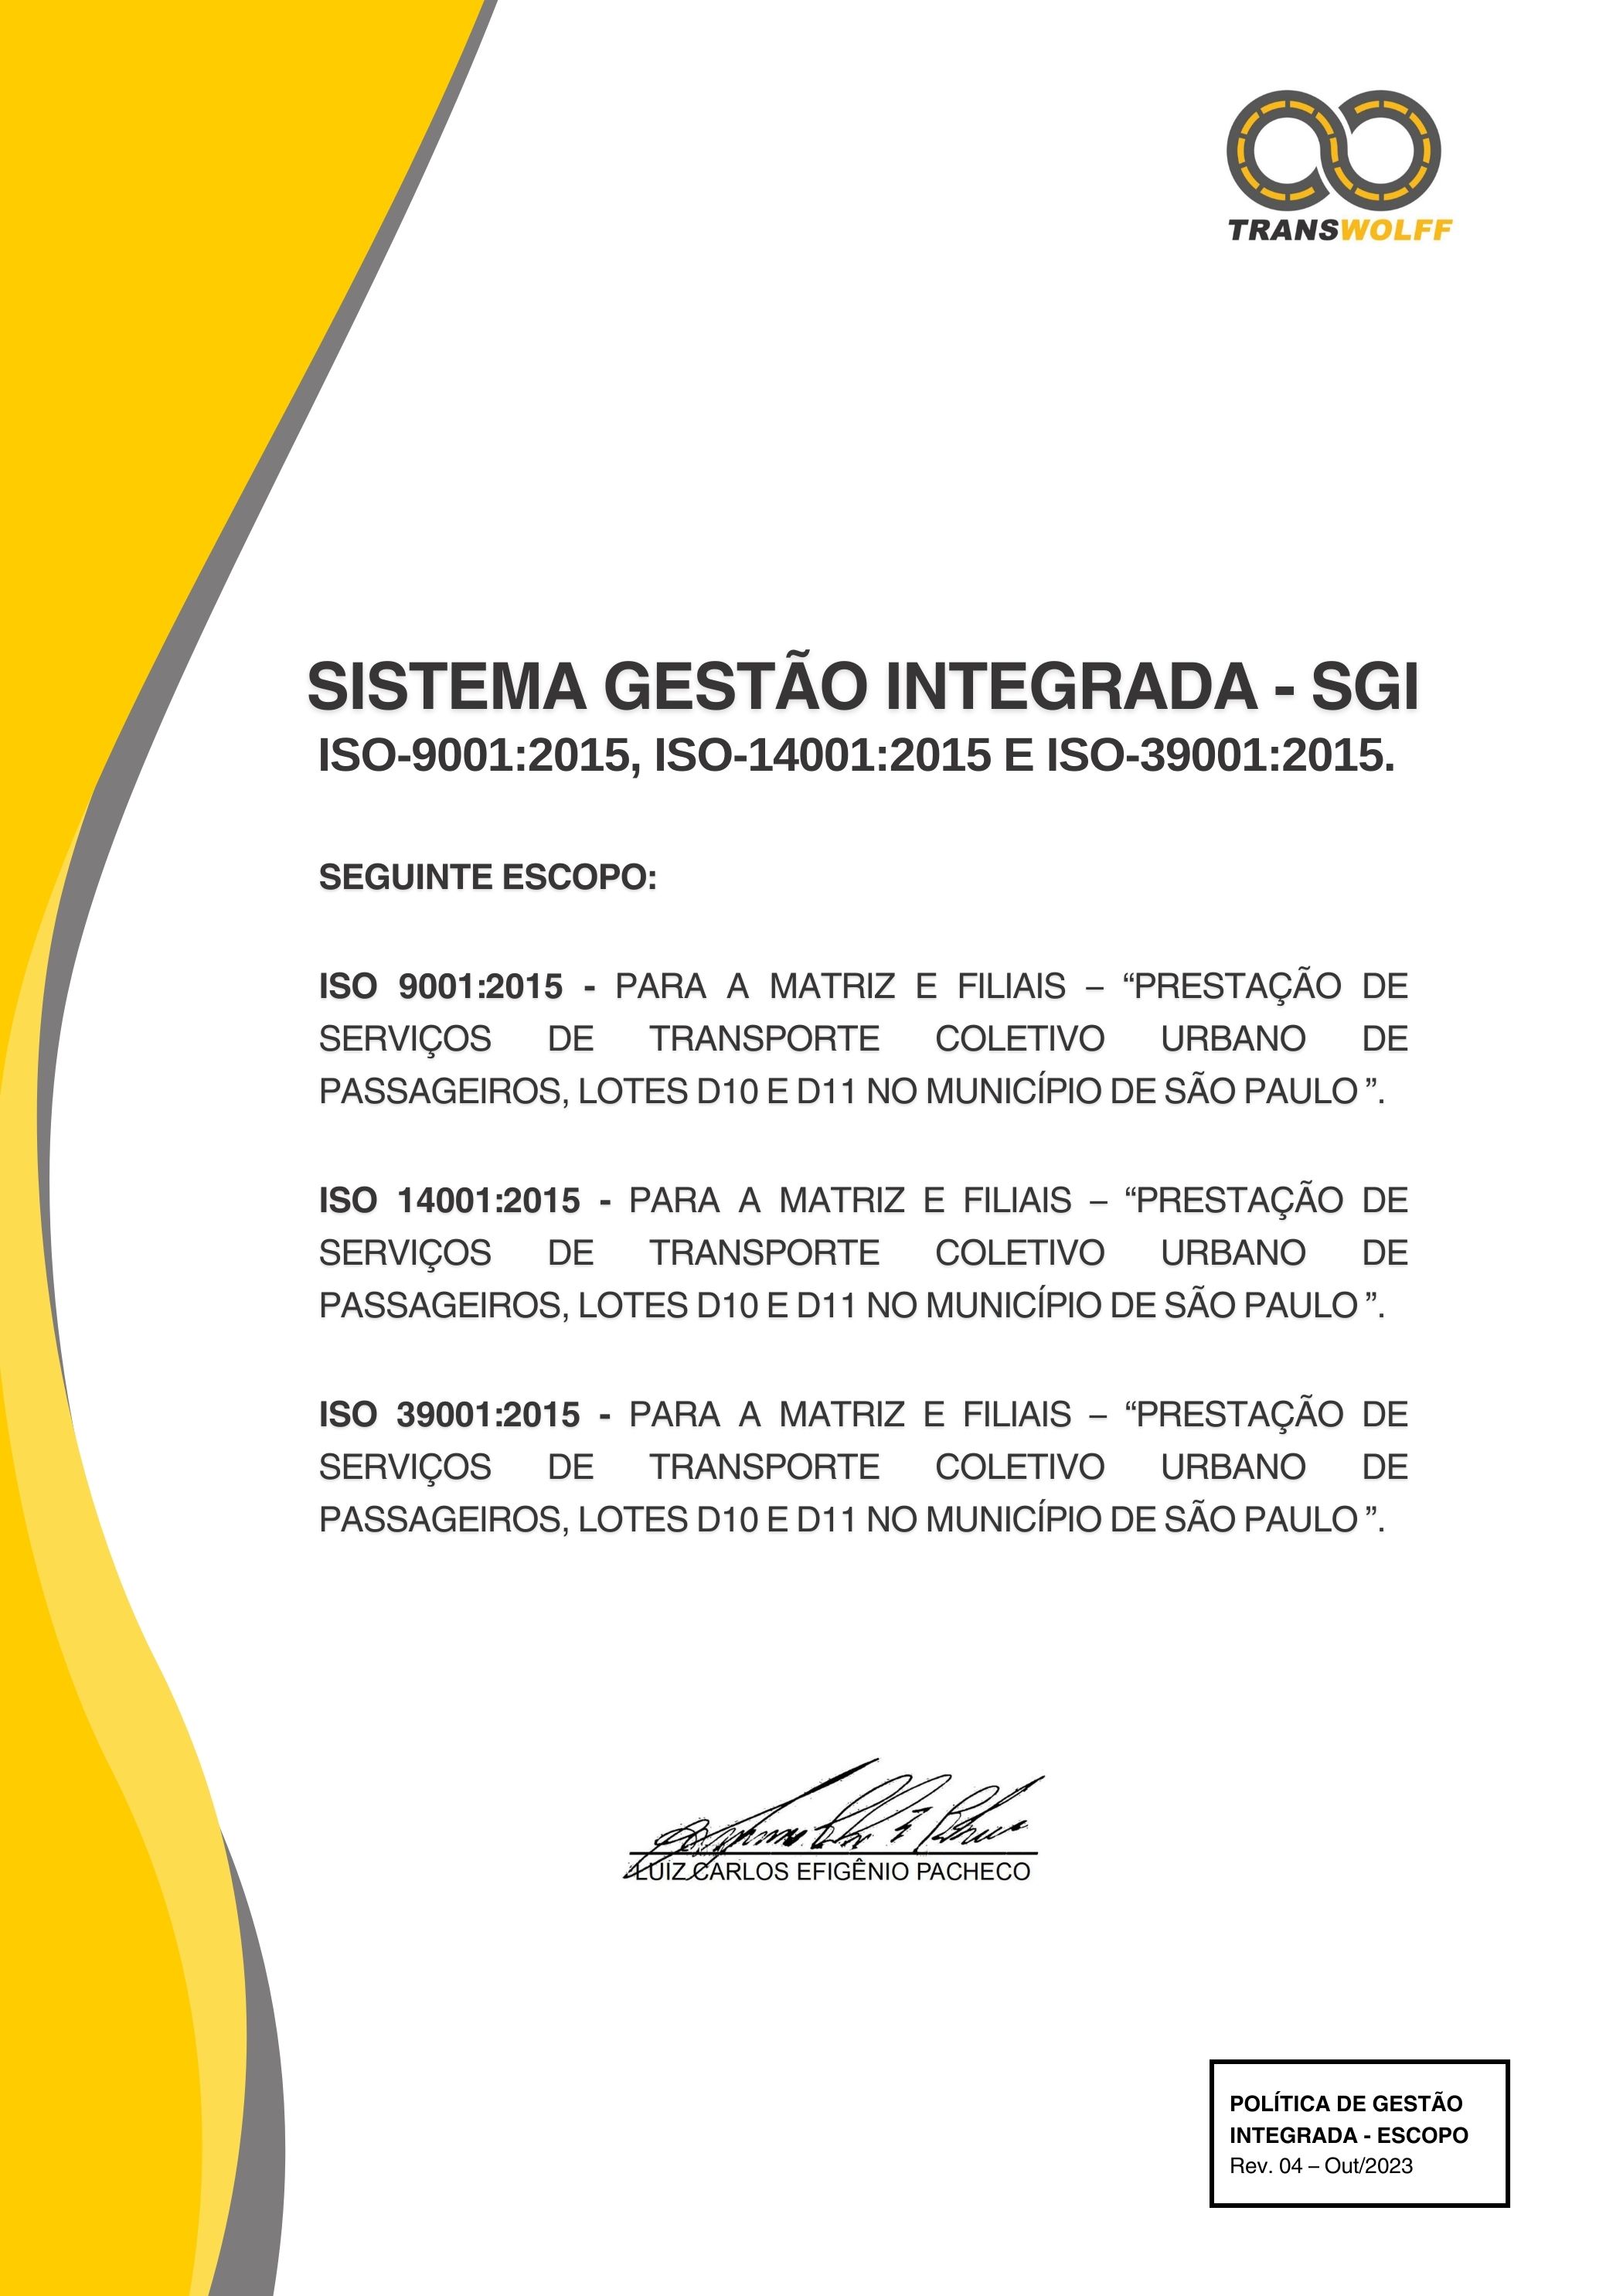 TRANSWOLFF
SISTEMA GESTÃO INTEGRADA - SGI
ISO-9001:2015, ISO-14001:2015 E ISO-39001:2015.
SEGUINTE ESCOPO:
ISO 9001:2015 - PARA A MATRIZ E FILIAIS – “PRESTAÇÃO DE
SERVIÇOS DE TRANSPORTE COLETIVO URBANO DE
PASSAGEIROS, LOTES D10 E D11 NO MUNICÍPIO DE SÃO PAULO ”.
ISO 14001:2015 - PARA A MATRIZ E FILIAIS – “PRESTAÇÃO DE
SERVIÇOS DE TRANSPORTE COLETIVO URBANO DE
PASSAGEIROS, LOTES D10 E D11 NO MUNICÍPIO DE SÃO PAULO ”.
ISO 39001:2015 - PARA A MATRIZ E FILIAIS – “PRESTAÇÃO DE
SERVIÇOS DE TRANSPORTE COLETIVO URBANO DE
PASSAGEIROS, LOTES D10 E D11 NO MUNICÍPIO DE SÃO PAULO ”.
LUIZ CARLOS EFIGÊNIO PACHECO
POLÍTICA DE GESTÃO
INTEGRADA - ESCOPO
Rev. 04 – Out/2023